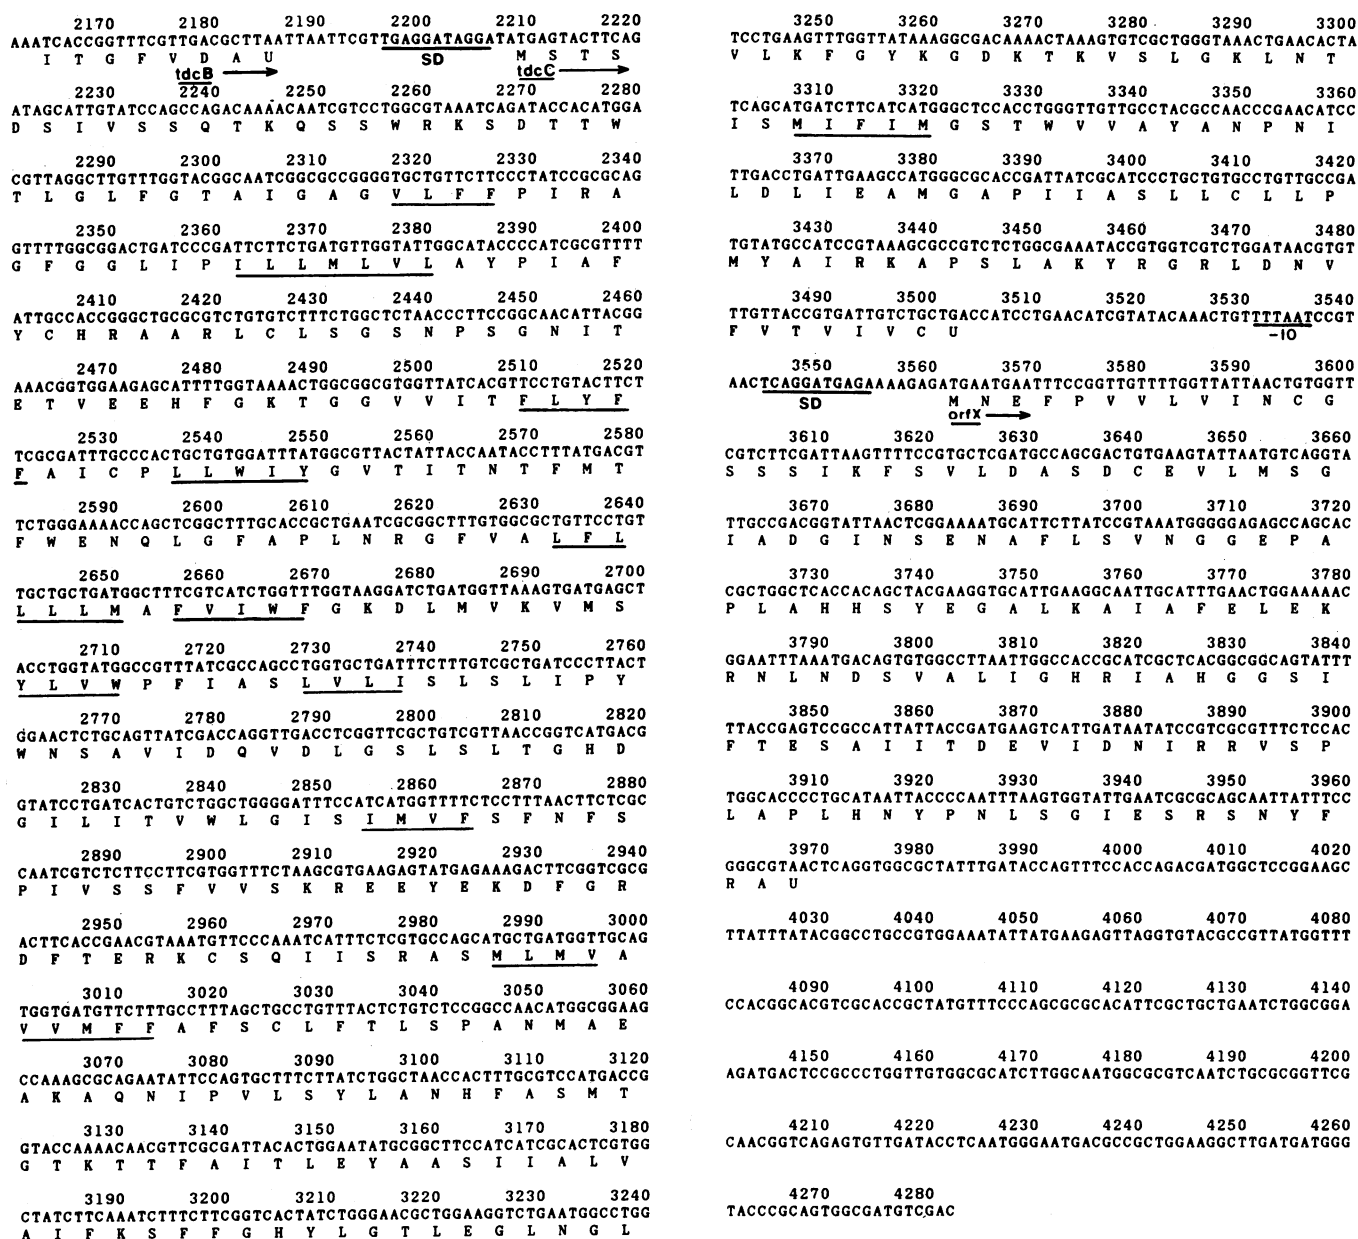 2170 2180 2190 2200 2210 2220
AAATCACCGGTTTCGTTGACGCTTAATTAATTCGTTGAGGATAGGATATGAGTACTTCAG
I T G F V D A U SD M S T S
tdcB tdcC
2230 2240 2250 2260 2270 2280
ATAGCATTGTATCCAGCCAGACAAAACAATCGTCCTGGCGTAAATCAGATACCACATGGA
D S I V S S Q T K Q S S W R K S D T T W
2290 2300 2310 2320 2330 2340
CGTTAGGCTTGTTTGGTACGGCAATCGGCGCCGGGGTGCTGTTCTTCCCTATCCGCGCAG
T L G L F G T A I G A G V L F F P I R A
2350 2360 2370 2380 2390 2400
GTTTTGGCGGACTGATCCCGATTCTTCTGATGTTGGTATTGGCATACCCCATCGCGTTTT
G F G G L I P I L L M L V L A Y P I A F
2410 2420 2430 2440 2450 2460
ATTGCCACCGGGCTGCGCGTCTGTGTCTTTCTGGCTCTAACCCTTCCGGCAACATTACGG
Y C H R A A R L C L S G S N P S G N I T
2470 2480 2490 2500 2510 2520
AAACGGTGGAAGAGCATTTTGGTAAAACTGGCGGCGTGGTTATCACGTTCCTGTACTTCT
E T V E E H F G K T G G V V I T F L Y F
2530 2540 2550 2560 2570 2580
TCGCGATTTGCCCACTGCTGTGGATTTATGGCGTTACTATTACCAATACCTTTATGACGT
F A I C P L L W I Y G V T I T N T F M T
2590 2600 2610 2620 2630 2640
TCTGGGAAAACCAGCTCGGCTTTGCACCGCTGAATCGCGGCTTTGTGGCGCTGTTCCTGT
F W E N Q L G F A P L N R G F V A L F L
2650 2660 2670 2680 2690 2700
TGCTGCTGATGGCTTTCGTCATCTGGTTTGGTAAGGATCTGATGGTTAAAGTGATGAGCT
L L L M A F V I W F G K D L M V K V M S
2710 2720 2730 2740 2750 2760
ACCTGGTATGGCCGTTTATCGCCAGCCTGGTGCTGATTTCTTTGTCGCTGATCCCTTACT
Y L V W P F I A S L V L I S L S L I P Y
2770 2780 2790 2800 2810 2820
GGAACTCTGCAGTTATCGACCAGGTTGACCTCGGTTCGCTGTCGTTAACCGGTCATGACG
W N S A V I D Q V D L G S L S L T G H D
2830 2840 2850 2860 2870 2880
GTATCCTGATCACTGTCTGGCTGGGGATTTCCATCATGGTTTTCTCCTTTAACTTCTCGC
G I L I T V W L G I S I M V F S F N F S
2890 2900 2910 2920 2930 2940
CAATCGTCTCTTCCTTCGTGGTTTCTAAGCGTGAAGAGTATGAGAAAGACTTCGGTCGCG
P I V S S F V V S K R E E Y E K D F G R
2950 2960 2970 2980 2990 3000
ACTTCACCGAACGTAAATGTTCCCAAATCATTTCTCGTGCCAGCATGCTGATGGTTGCAG
D F T E R K C S Q I I S R A S M L M V A
3010 3020 3030 3040 3050 3060
TGGTGATGTTCTTTGCCTTTAGCTGCCTGTTTACTCTGTCTCCGGCCAACATGGCGGAAG
V V M F F A F S C L F T L S P A N M A E
3070 3080 3090 3100 3110 3120
CCAAAGCGCAGAATATTCCAGTGCTTTCTTATCTGGCTAACCACTTTGCGTCCATGACCG
A K A Q N I P V L S Y L A N H F A S M T
3130 3140 3150 3160 3170 3180
GTACCAAAACAACGTTCGCGATTACACTGGAATATGCGGCTTCCATCATCGCACTCGTGG
G T K T T F A I T L E Y A A S I I A L V
3190 3200 3210 3220 3230 3240
CTATCTTCAAATCTTTCTTCGGTCACTATCTGGGAACGCTGGAAGGTCTGAATGGCCTGG
A I F K S F F G H Y L G T L E G L N G L
3250 3260 3270 3280 3290 3300
TCCTGAAGTTTGGTTATAAAGGCGACAAAACTAAAGTGTCGCTGGGTAAACTGAACACTA
V L K F G Y K G D K T K V S L G K L N T
3310 3320 3330 3340 3350 3360
TCAGCATGATCTTCATCATGGGCTCCACCTGGGTTGTTGCCTACGCCAACCCGAACATCC
I S M I F I M G S T W V V A Y A N P N I
3370 3380 3390 3400 3410 3420
TTGACCTGATTGAAGCCATGGGCGCACCGATTATCGCATCCCTGCTGTGCCTGTTGCCGA
L D L I E A M G A P I I A S L L C L L P
3430 3440 3450 3460 3470 3480
TGTATGCCATCCGTAAAGCGCCGTCTCTGGCGAAATACCGTGGTCGTCTGGATAACGTGT
M Y A I R K A P S L A K Y R G R L D N V
3490 3500 3510 3520 3530 3540
TTGTTACCGTGATTGTCTGCTGACCATCCTGAACATCGTATACAAACTGTTTTAATCCGT
F V T V I V C U -10
3550 3560 3570 3580 3590 3600
AACTCAGGATGAGAAAAGAGATGAATGAATTTCCGGTTGTTTTGGTTATTAACTGTGGTT
SD M N E F P V V L V I N C G
orfX
3610 3620 3630 3640 3650 3660
CGTCTTCGATTAAGTTTTCCGTGCTCGATGCCAGCGACTGTGAAGTATTAATGTCAGGTA
S S S I K F S V L D A S D C E V L M S G
3670 3680 3690 3700 3710 3720
TTGCCGACGGTATTAACTCGGAAAATGCATTCTTATCCGTAAATGGGGGAGAGCCAGCAC
I A D G I N S E N A F L S V N G G E P A
3730 3740 3750 3760 3770 3780
CGCTGGCTCACCACAGCTACGAAGGTGCATTGAAGGCAATTGCATTTGAACTGGAAAAAC
P L A H H S Y E G A L K A I A F E L E K
3790 3800 3810 3820 3830 3840
GGAATTTAAATGACAGTGTGGCCTTAATTGGCCACCGCATCGCTCACGGCGGCAGTATTT
R N L N D S V A L I G H R I A H G G S I
3850 3860 3870 3880 3890 3900
TTACCGAGTCCGCCATTATTACCGATGAAGTCATTGATAATATCCGTCGCGTTTCTCCAC
F T E S A I I T D E V I D N I R R V S P
3910 3920 3930 3940 3950 3960
TGGCACCCCTGCATAATTACCCCAATTTAAGTGGTATTGAATCGCGCAGCAATTATTTCC
L A P L H N Y P N L S G I E S R S N Y F
3970 3980 3990 4000 4010 4020
GGGCGTAACTCAGGTGGCGCTATTTGATACCAGTTTCCACCAGACGATGGCTCCGGAAGC
R A U
4030 4040 4050 4060 4070 4080
TTATTTATACGGCCTGCCGTGGAAATATTATGAAGAGTTAGGTGTACGCCGTTATGGTTT
4090 4100 4110 4120 4130 4140
CCACGGCACGTCGCACCGCTATGTTTCCCAGCGCGCACATTCGCTGCTGAATCTGGCGGA
4150 4160 4170 4180 4190 4200
AGATGACTCCGCCCTGGTTGTGGCGCATCTTGGCAATGGCGCGTCAATCTGCGCGGTTCG
4210 4220 4230 4240 4250 4260
CAACGGTCAGAGTGTTGATACCTCAATGGGAATGACGCCGCTGGAAGGCTTGATGATGGG
4270 4280
TACCCGCAGTGGCGATGTCGAC